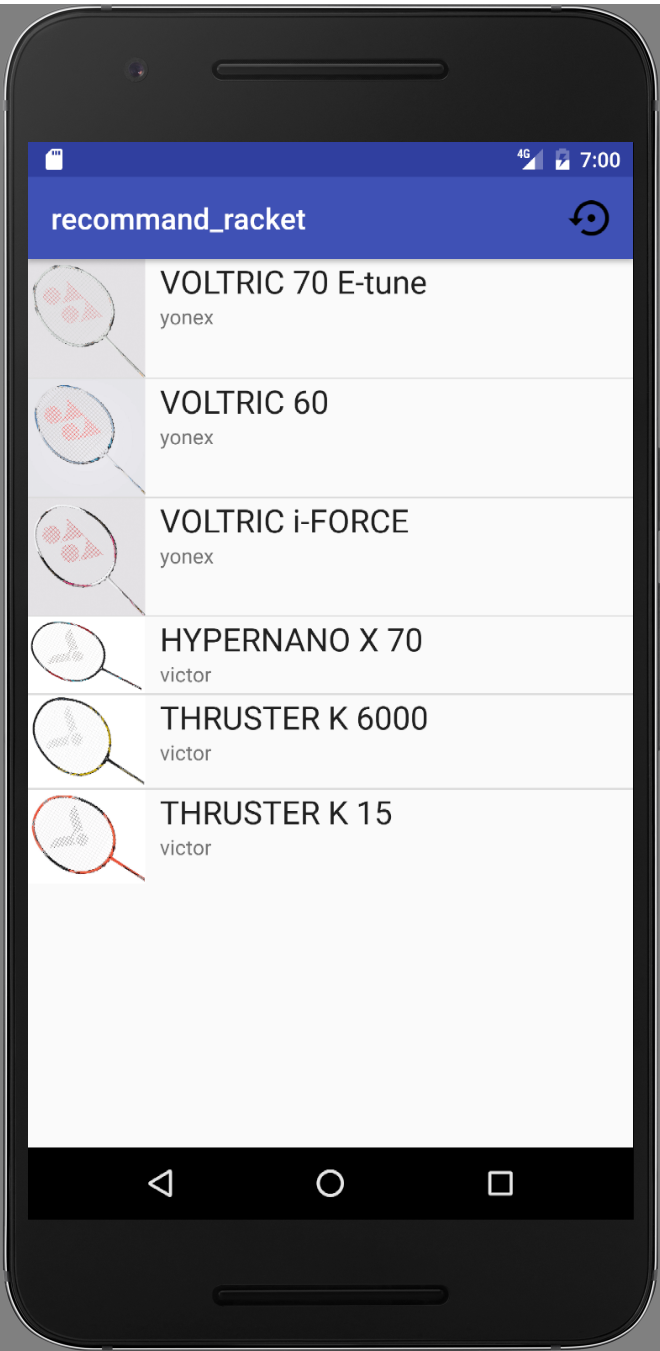 4G 7:00
recommand_racket
VOLTRIC 70 E-tune
yonex
VOLTRIC 60
yonex
VOLTRIC i-FORCE
yonex
HYPERNANO X 70
victor
THRUSTER K 6000
victor
THRUSTER K 15
victor